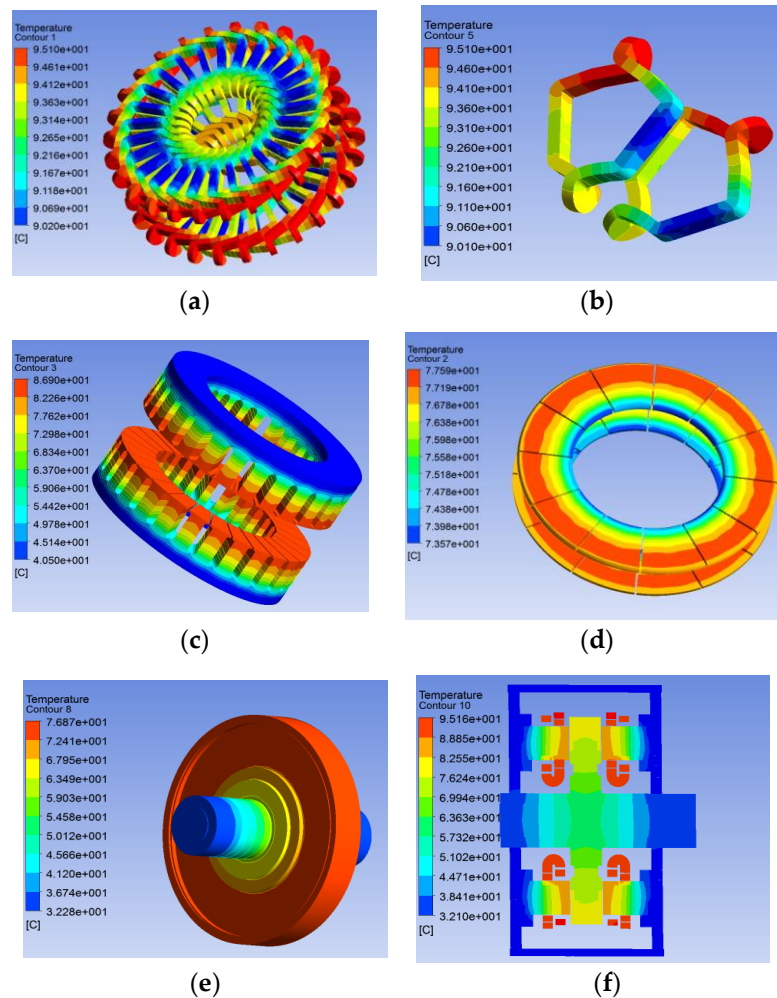 Temperature
Contour 1
9.510e+001
9.461e+001
9.412e+001
9.363e+001
9.314e+001
9.265e+001
9.216e+001
9.167e+001
9.118e+001
9.069e+001
9.020e+001
[C]
(a)
Temperature
Contour 5
9.510e+001
9.460e+001
9.410e+001
9.360e+001
9.310e+001
9.260e+001
9.210e+001
9.160e+001
9.110e+001
9.060e+001
9.010e+001
[C]
(b)
Temperature
Contour 3
8.690e+001
8.226e+001
7.762e+001
7.298e+001
6.834e+001
6.370e+001
5.906e+001
5.442e+001
4.978e+001
4.514e+001
4.050e+001
[C]
(c)
Temperature
Contour 2
7.759e+001
7.719e+001
7.678e+001
7.638e+001
7.598e+001
7.558e+001
7.518e+001
7.478e+001
7.438e+001
7.398e+001
7.357e+001
[C]
(d)
Temperature
Contour 8
7.687e+001
7.241e+001
6.795e+001
6.349e+001
5.903e+001
5.458e+001
5.012e+001
4.566e+001
4.120e+001
3.674e+001
3.228e+001
[C]
(e)
Temperature
Contour 10
9.516e+001
8.885e+001
8.255e+001
7.624e+001
6.994e+001
6.363e+001
5.732e+001
5.102e+001
4.471e+001
3.841e+001
3.210e+001
[C]
(f)